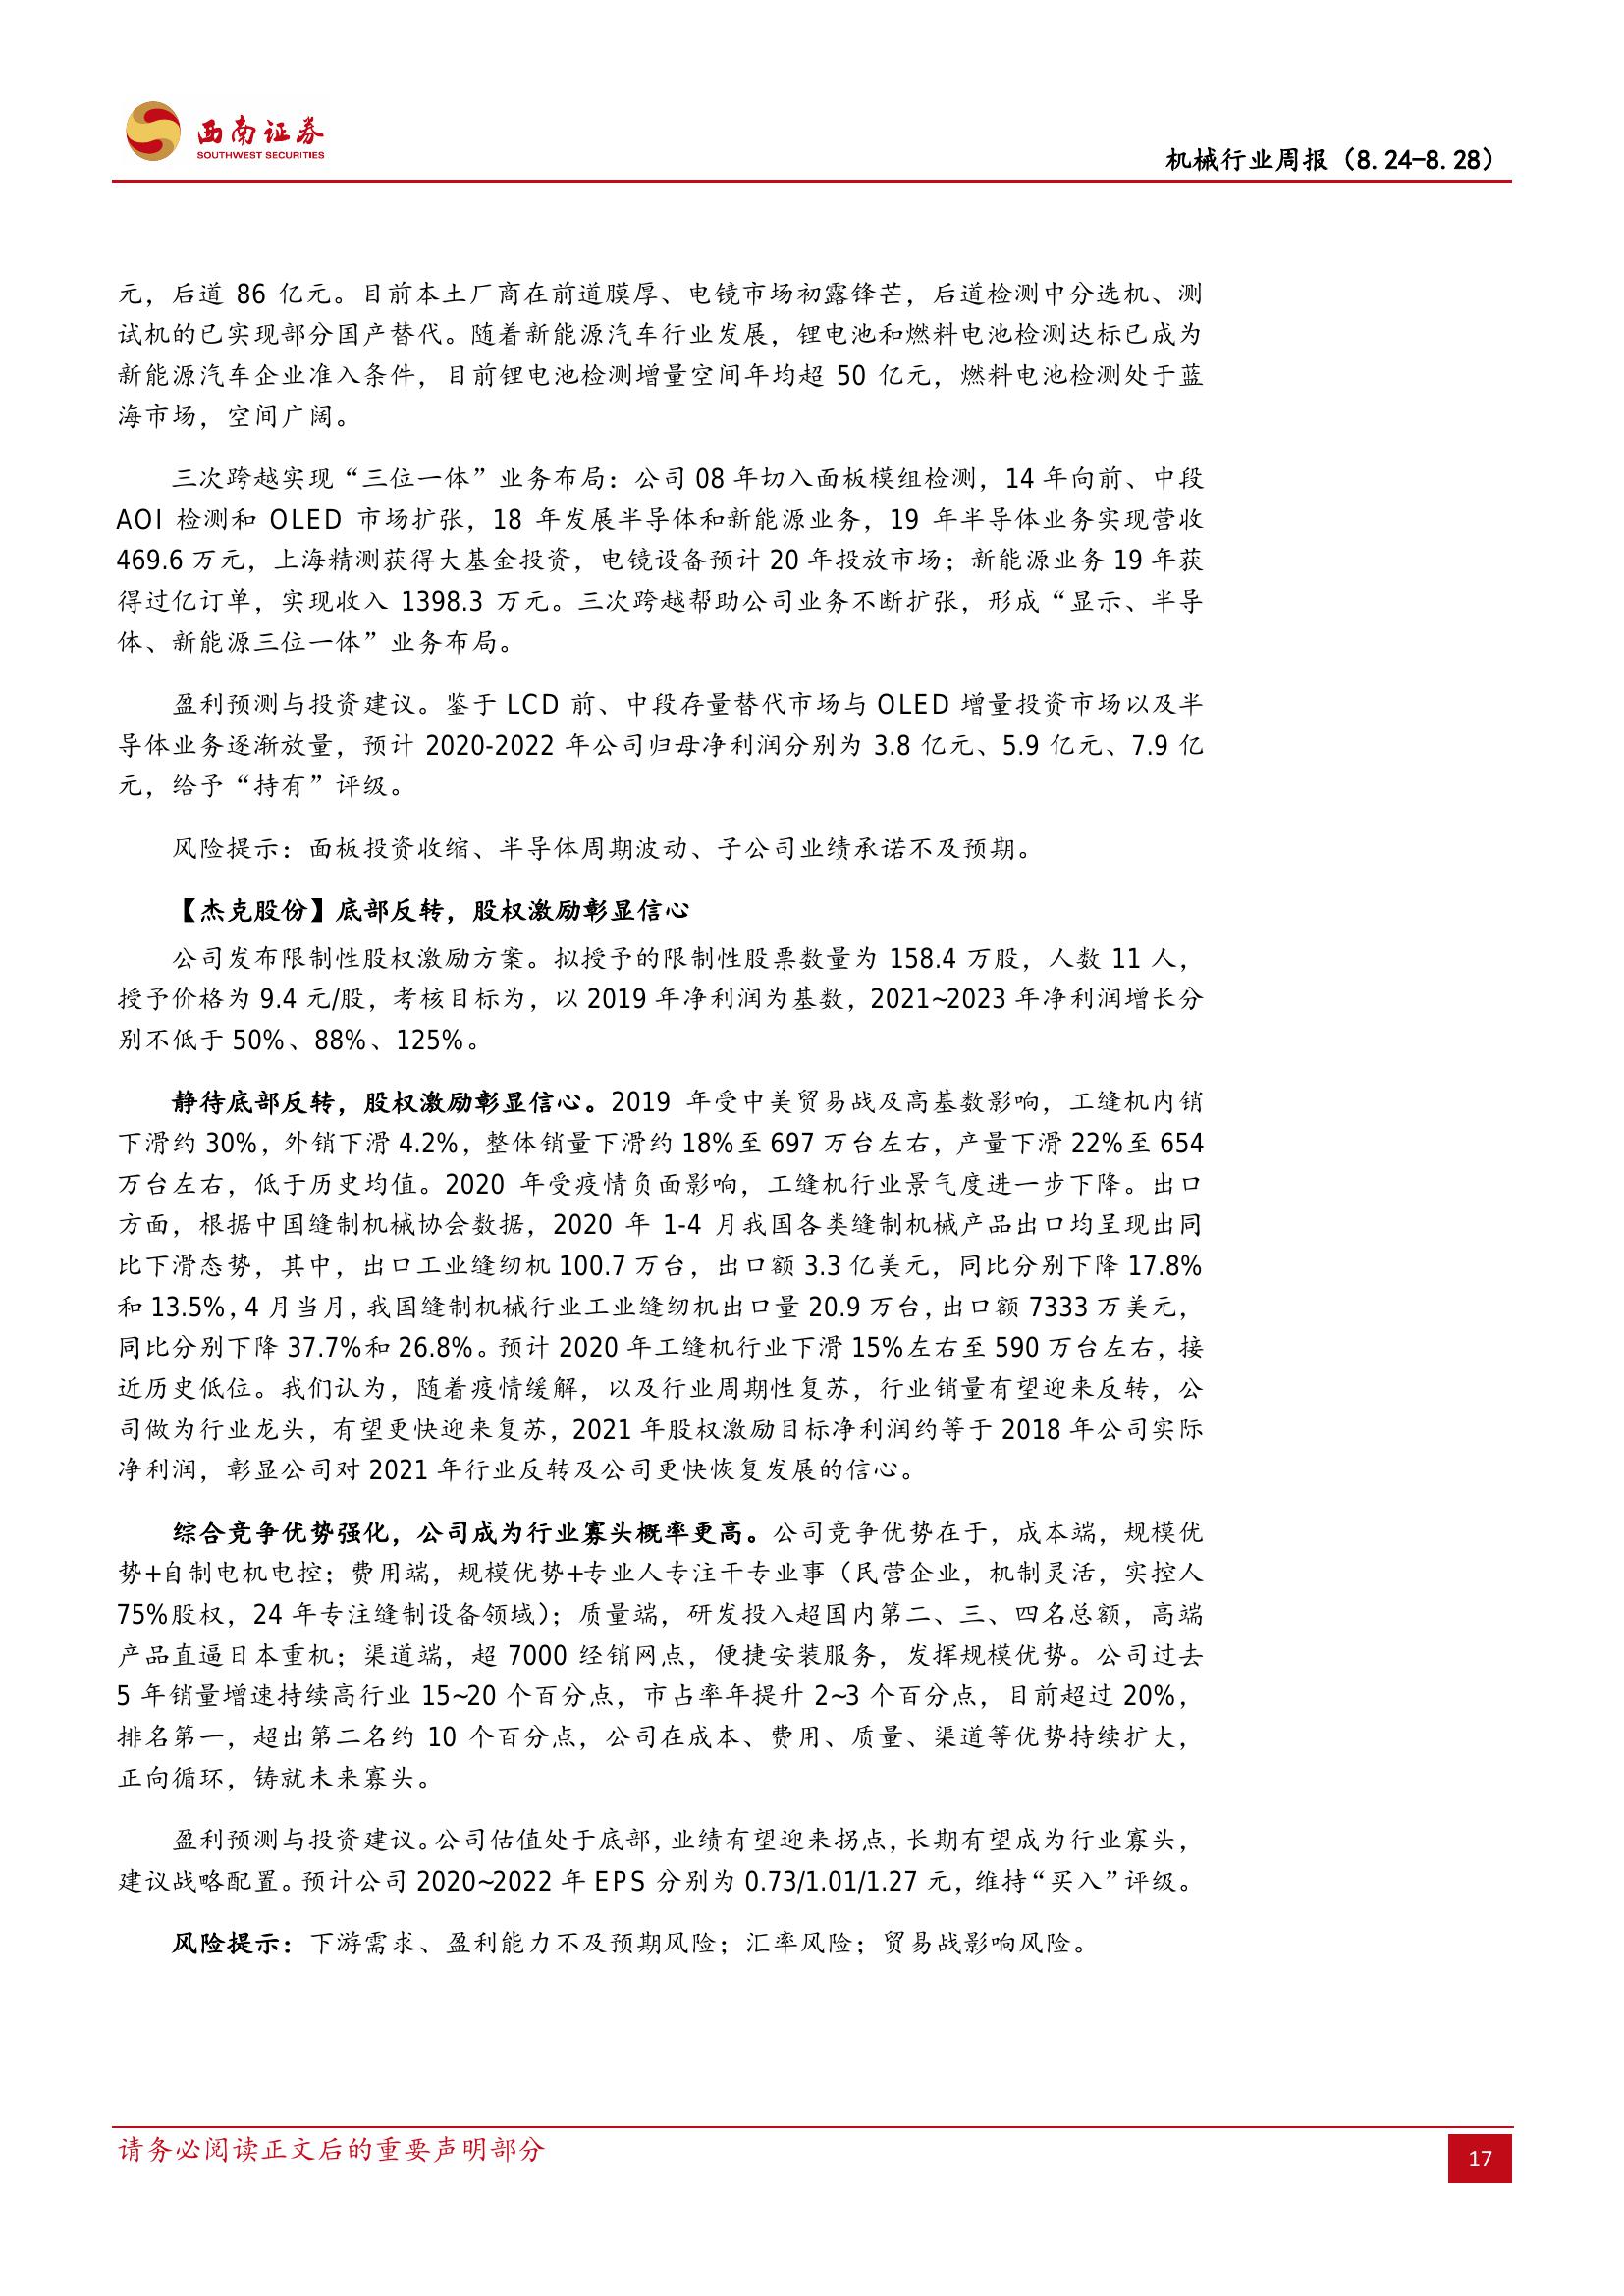 西南证券
SOUTHWEST SECURITIES
机械行业周报（8.24-8.28）
元，后道 86 亿元。目前本土厂商在前道膜厚、电镜市场初露锋芒，后道检测中分选机、测
试机的已实现部分国产替代。随着新能源汽车行业发展，锂电池和燃料电池检测达标已成为
新能源汽车企业准入条件，目前锂电池检测增量空间年均超 50 亿元，燃料电池检测处于蓝
海市场，空间广阔。
三次跨越实现“三位一体”业务布局：公司 08 年切入面板模组检测，14 年向前、中段
AOI 检测和 OLED 市场扩张，18 年发展半导体和新能源业务，19 年半导体业务实现营收
469.6 万元，上海精测获得大基金投资，电镜设备预计 20 年投放市场；新能源业务 19 年获
得过亿订单，实现收入 1398.3 万元。三次跨越帮助公司业务不断扩张，形成“显示、半导
体、新能源三位一体”业务布局。
盈利预测与投资建议。鉴于 LCD 前、中段存量替代市场与 OLED 增量投资市场以及半
导体业务逐渐放量，预计 2020-2022 年公司归母净利润分别为 3.8 亿元、5.9 亿元、7.9 亿
元，给予“持有”评级。
风险提示：面板投资收缩、半导体周期波动、子公司业绩承诺不及预期。
【杰克股份】底部反转，股权激励彰显信心
公司发布限制性股权激励方案。拟授予的限制性股票数量为 158.4 万股，人数 11 人，
授予价格为 9.4 元/股，考核目标为，以 2019 年净利润为基数，2021~2023 年净利润增长分
别不低于 50%、88%、125%。
静待底部反转，股权激励彰显信心。2019 年受中美贸易战及高基数影响，工缝机内销
下滑约 30%，外销下滑 4.2%，整体销量下滑约 18%至 697 万台左右，产量下滑 22%至 654
万台左右，低于历史均值。2020 年受疫情负面影响，工缝机行业景气度进一步下降。出口
方面，根据中国缝制机械协会数据，2020 年 1-4 月我国各类缝制机械产品出口均呈现出同
比下滑态势，其中，出口工业缝纫机 100.7 万台，出口额 3.3 亿美元，同比分别下降 17.8%
和 13.5%，4 月当月，我国缝制机械行业工业缝纫机出口量 20.9 万台，出口额 7333 万美元，
同比分别下降 37.7%和 26.8%。预计 2020 年工缝机行业下滑 15%左右至 590 万台左右，接
近历史低位。我们认为，随着疫情缓解，以及行业周期性复苏，行业销量有望迎来反转，公
司做为行业龙头，有望更快迎来复苏，2021 年股权激励目标净利润约等于 2018 年公司实际
净利润，彰显公司对 2021 年行业反转及公司更快恢复发展的信心。
综合竞争优势强化，公司成为行业寡头概率更高。公司竞争优势在于，成本端，规模优
势+自制电机电控；费用端，规模优势+专业人专注干专业事（民营企业，机制灵活，实控人
75%股权，24 年专注缝制设备领域）；质量端，研发投入超国内第二、三、四名总额，高端
产品直逼日本重机；渠道端，超 7000 经销网点，便捷安装服务，发挥规模优势。公司过去
5 年销量增速持续高行业 15~20 个百分点，市占率年提升 2~3 个百分点，目前超过 20%，
排名第一，超出第二名约 10 个百分点，公司在成本、费用、质量、渠道等优势持续扩大，
正向循环，铸就未来寡头。
盈利预测与投资建议。公司估值处于底部，业绩有望迎来拐点，长期有望成为行业寡头，
建议战略配置。预计公司 2020~2022 年 EPS 分别为 0.73/1.01/1.27 元，维持“买入”评级。
风险提示：下游需求、盈利能力不及预期风险；汇率风险；贸易战影响风险。
请务必阅读正文后的重要声明部分
17